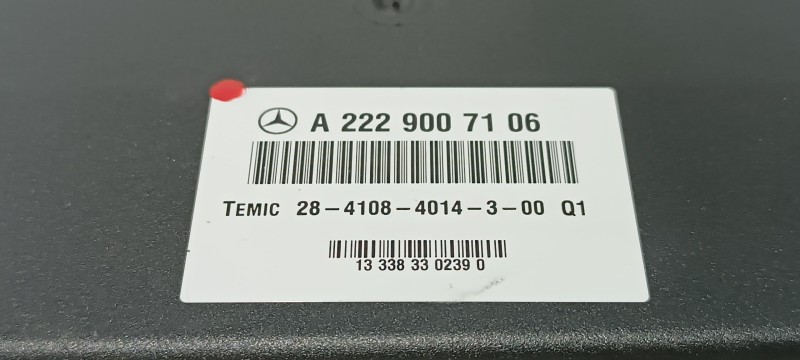 A 222 900 71 06
TEMIC 28-4108-4014-3-00 Q1
13 338 33 0239 0